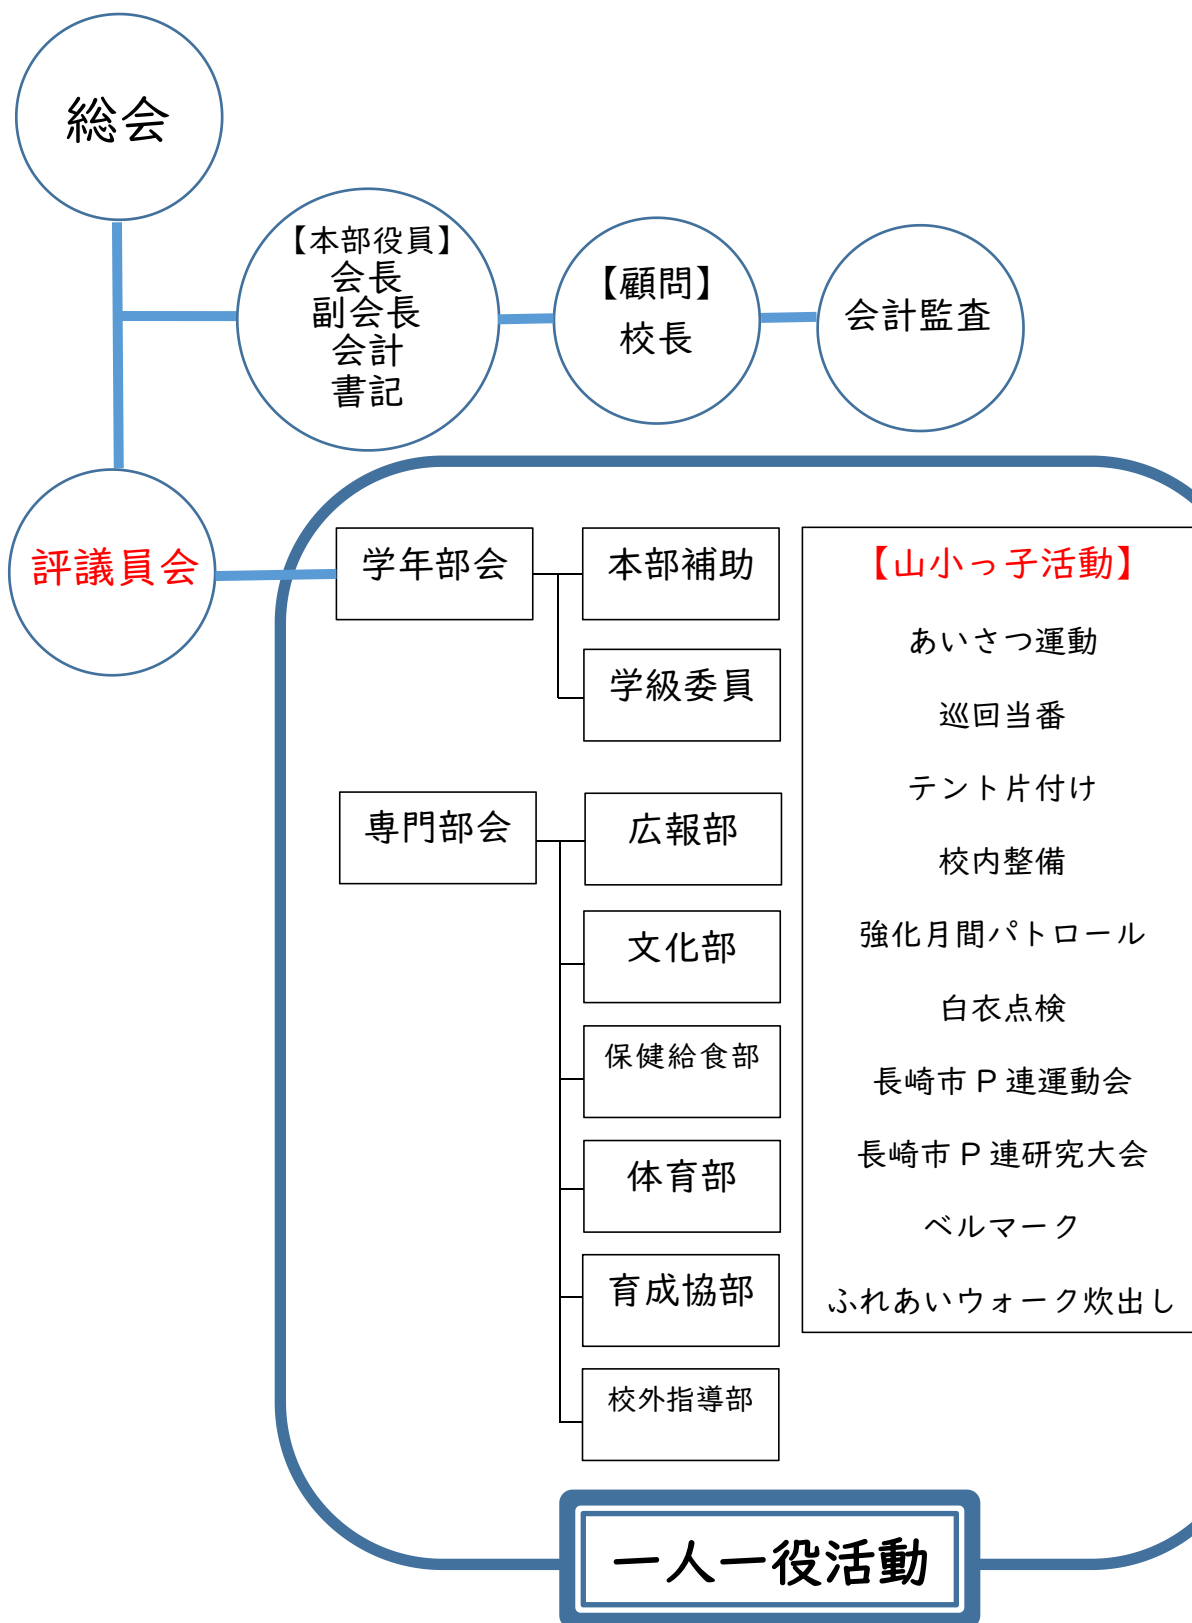 総会
【本部役員】
会長
副会長
会計
書記
【顧問】
校長
会計監査
評議員会
学年部会
本部補助
学級委員
専門部会
広報部
文化部
保健給食部
体育部
育成協部
校外指導部
【山小っ子活動】
あいさつ運動
巡回当番
テント片付け
校内整備
強化月間パトロール
白衣点検
長崎市P連運動会
長崎市P連研究大会
ベルマーク
ふれあいウォーク炊出し
一人一役活動